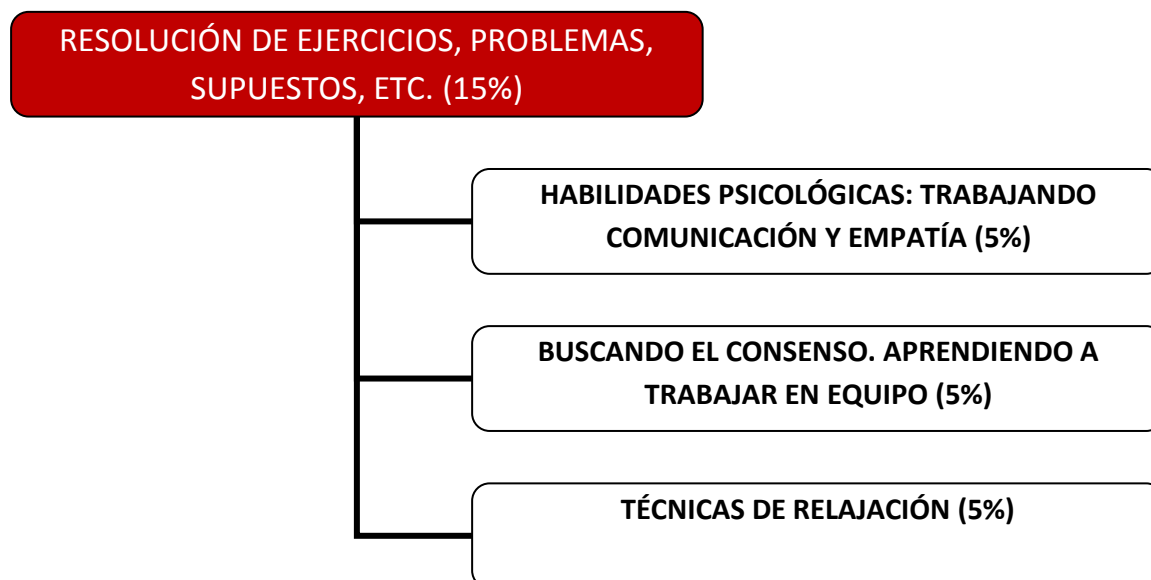 RESOLUCIÓN DE EJERCICIOS, PROBLEMAS,
SUPUESTOS, ETC. (15%)
HABILIDADES PSICOLÓGICAS: TRABAJANDO
COMUNICACIÓN Y EMPATÍA (5%)
BUSCANDO EL CONSENSO. APRENDIENDO A
TRABAJAR EN EQUIPO (5%)
TÉCNICAS DE RELAJACIÓN (5%)